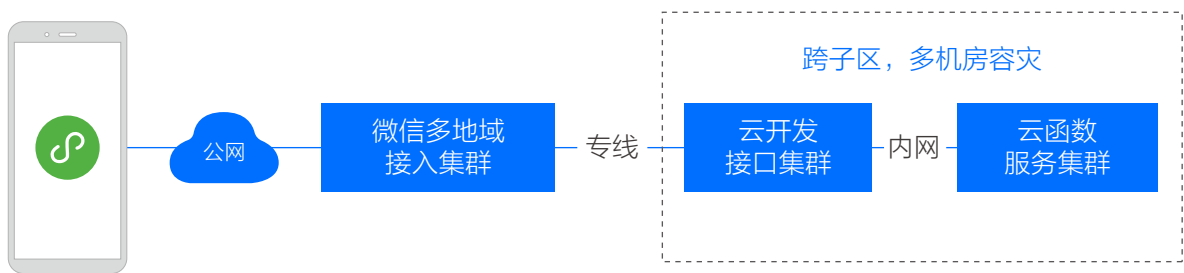 跨子区，多机房容灾
公网
微信多地域
接入集群
专线
云开发
接口集群
内网
云函数
服务集群